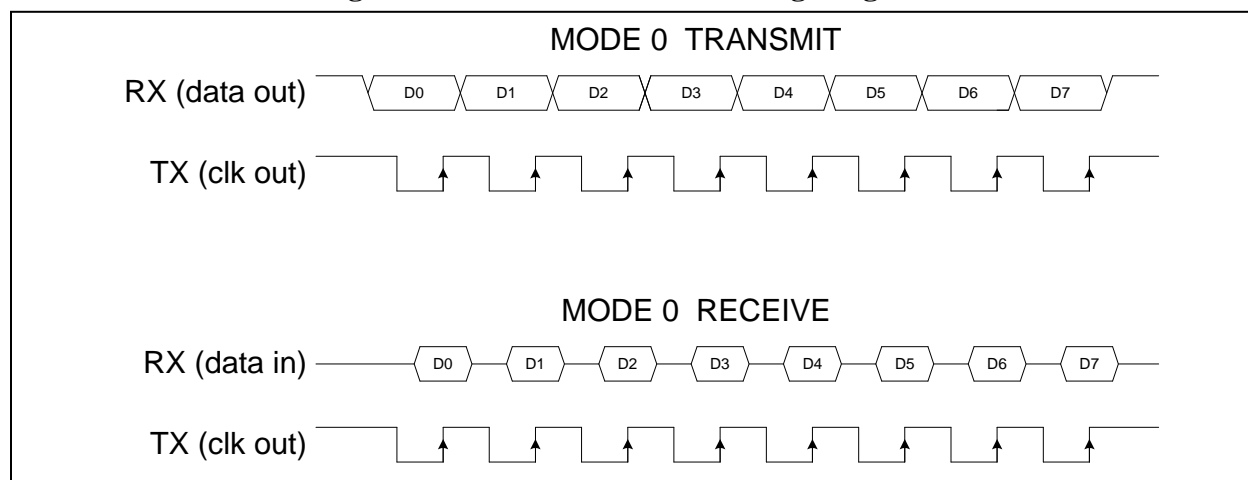 MODE 0 TRANSMIT
RX (data out)
D0 D1 D2 D3 D4 D5 D6 D7
TX (clk out)
MODE 0 RECEIVE
RX (data in)
D0 D1 D2 D3 D4 D5 D6 D7
TX (clk out)